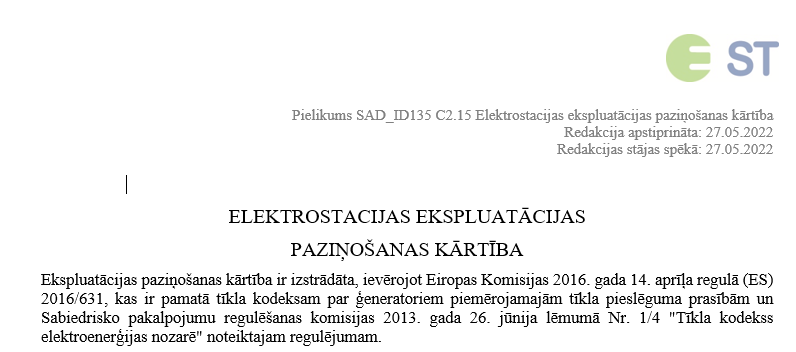 EST
Pielikums SAD_ID135 C2.15 Elektrostacijas ekspluatācijas paziņošanas kārtība
Redakcija apstiprināta: 27.05.2022
Redakcijas stājas spēkā: 27.05.2022
ELEKTROSTACIJAS EKSPLUATĀCIJAS
PAZIŅOŠANAS KĀRTĪBA
Ekspluatācijas paziņošanas kārtība ir izstrādāta, ievērojot Eiropas Komisijas 2016. gada 14. aprīļa regulā (ES)
2016/631, kas ir pamatā tīkla kodeksam par ģeneratoriem piemērojamajām tīkla pieslēguma prasībām un
Sabiedrisko pakalpojumu regulēšanas komisijas 2013. gada 26. jūnija lēmumā Nr. 1/4 "Tīkla kodekss
elektroenerģijas nozarē" noteiktajam regulējumam.